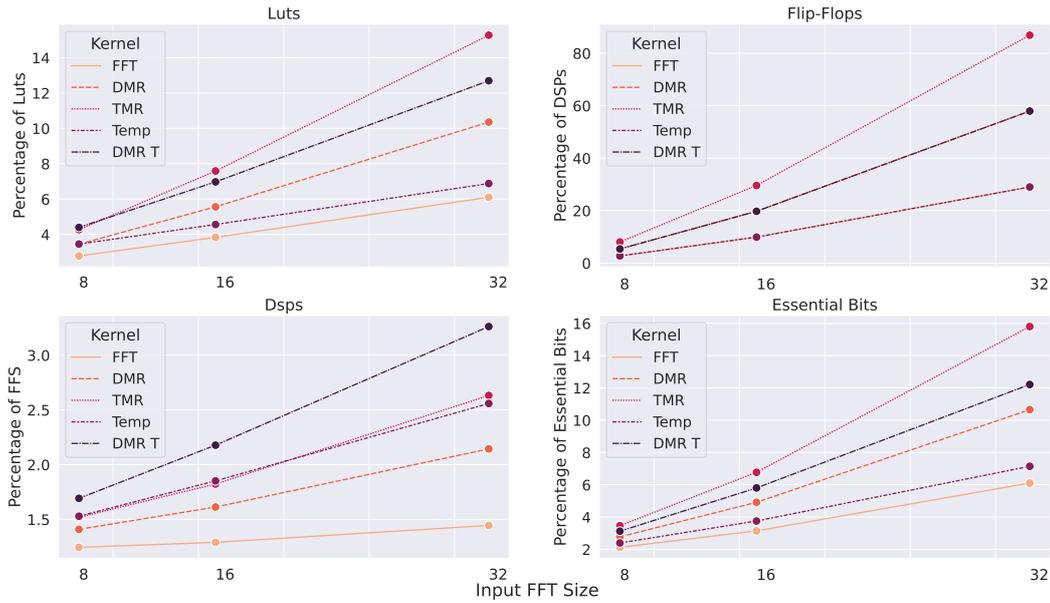 Luts
Percentage of Luts
14
12
10
8
6
4
Kernel
FFT
DMR
TMR
Temp
DMR T
8
16
32
Flip-Flops
Percentage of DSPs
80
60
40
20
0
Kernel
FFT
DMR
TMR
Temp
DMR T
8
16
32
Dsps
Percentage of FFS
3.0
2.5
2.0
1.5
Kernel
FFT
DMR
TMR
Temp
DMR T
8
16
32
Essential Bits
Percentage of Essential Bits
16
14
12
10
8
6
4
2
Kernel
FFT
DMR
TMR
Temp
DMR T
8
16
32
Input FFT Size